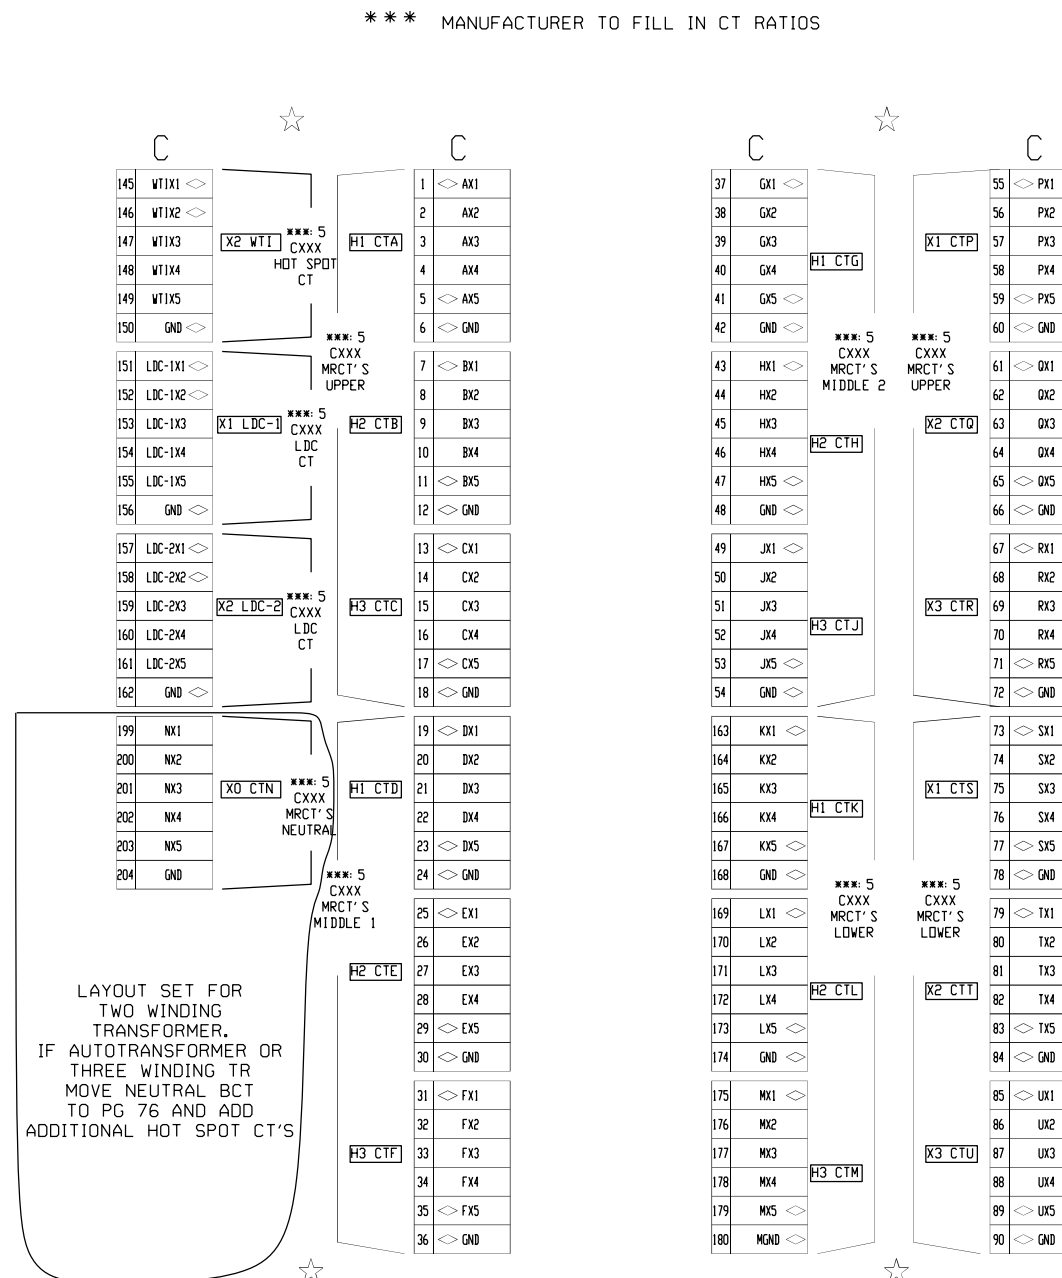 *** MANUFACTURER TO FILL IN CT RATIOS
C
145 WTIX1
146 WTIX2
147 WTIX3
148 WTIX4
149 WTIX5
150 GND
X2 WTI
***: 5
CXXX
HOT SPOT
CT
151 LDC-1X1
152 LDC-1X2
153 LDC-1X3
154 LDC-1X4
155 LDC-1X5
156 GND
X1 LDC-1
***: 5
CXXX
LDC
CT
157 LDC-2X1
158 LDC-2X2
159 LDC-2X3
160 LDC-2X4
161 LDC-2X5
162 GND
X2 LDC-2
***: 5
CXXX
LDC
CT
199 NX1
200 NX2
201 NX3
202 NX4
203 NX5
204 GND
X0 CTN
***: 5
CXXX
MRCT'S
NEUTRAL
LAYOUT SET FOR
TWO WINDING
TRANSFORMER.
IF AUTOTRANSFORMER OR
THREE WINDING TR
MOVE NEUTRAL BCT
TO PG 76 AND ADD
ADDITIONAL HOT SPOT CT'S
C
H1 CTA
1 AX1
2 AX2
3 AX3
4 AX4
5 AX5
6 GND
***: 5
CXXX
MRCT'S
UPPER
H2 CTB
7 BX1
8 BX2
9 BX3
10 BX4
11 BX5
12 GND
H3 CTC
13 CX1
14 CX2
15 CX3
16 CX4
17 CX5
18 GND
H1 CTD
19 DX1
20 DX2
21 DX3
22 DX4
23 DX5
24 GND
***: 5
CXXX
MRCT'S
MIDDLE 1
H2 CTE
25 EX1
26 EX2
27 EX3
28 EX4
29 EX5
30 GND
H3 CTF
31 FX1
32 FX2
33 FX3
34 FX4
35 FX5
36 GND
C
37 GX1
38 GX2
39 GX3
40 GX4
41 GX5
42 GND
H1 CTG
***: 5
CXXX
MRCT'S
MIDDLE 2
43 HX1
44 HX2
45 HX3
46 HX4
47 HX5
48 GND
H2 CTH
49 JX1
50 JX2
51 JX3
52 JX4
53 JX5
54 GND
H3 CTJ
163 KX1
164 KX2
165 KX3
166 KX4
167 KX5
168 GND
H1 CTK
***: 5
CXXX
MRCT'S
LOWER
169 LX1
170 LX2
171 LX3
172 LX4
173 LX5
174 GND
H2 CTL
175 MX1
176 MX2
177 MX3
178 MX4
179 MX5
180 MGND
H3 CTM
C
X1 CTP
55 PX1
56 PX2
57 PX3
58 PX4
59 PX5
60 GND
***: 5
CXXX
MRCT'S
UPPER
X2 CTQ
61 QX1
62 QX2
63 QX3
64 QX4
65 QX5
66 GND
X3 CTR
67 RX1
68 RX2
69 RX3
70 RX4
71 RX5
72 GND
X1 CTS
73 SX1
74 SX2
75 SX3
76 SX4
77 SX5
78 GND
***: 5
CXXX
MRCT'S
LOWER
X2 CTT
79 TX1
80 TX2
81 TX3
82 TX4
83 TX5
84 GND
X3 CTU
85 UX1
86 UX2
87 UX3
88 UX4
89 UX5
90 GND